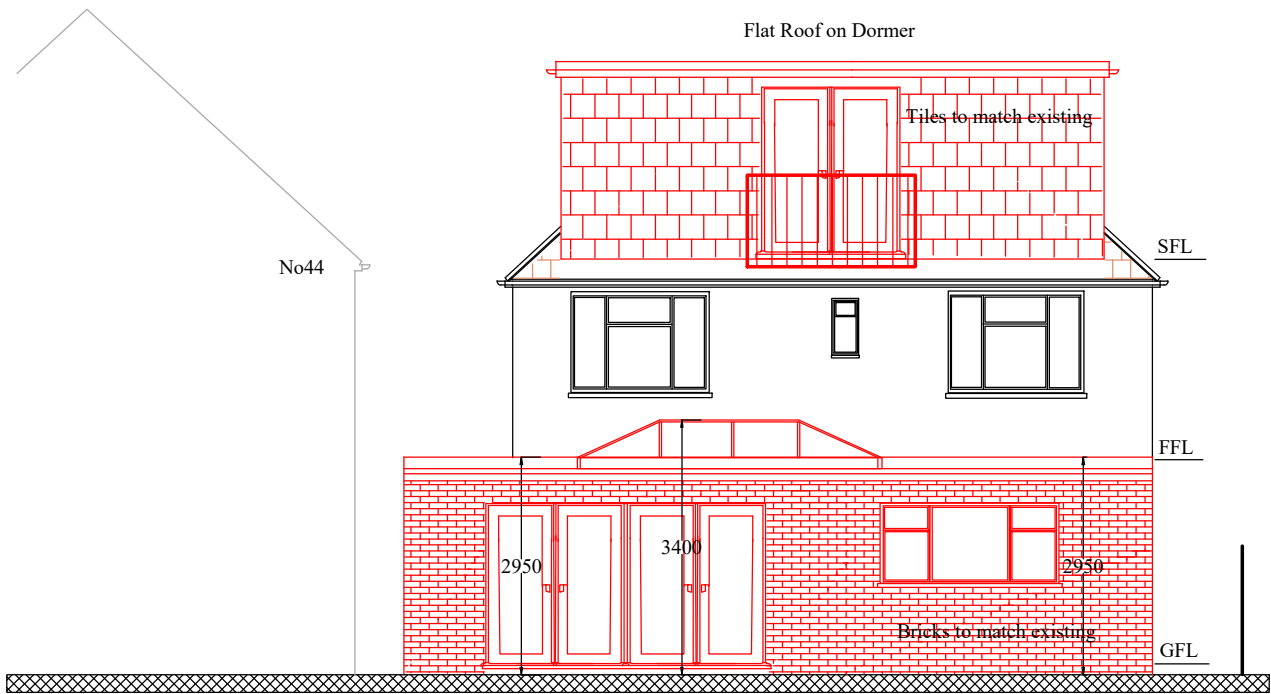 Flat Roof on Dormer
Tiles to match existing
SFL
No44
FFL
3400
2950
2950
Bricks to match existing
GFL